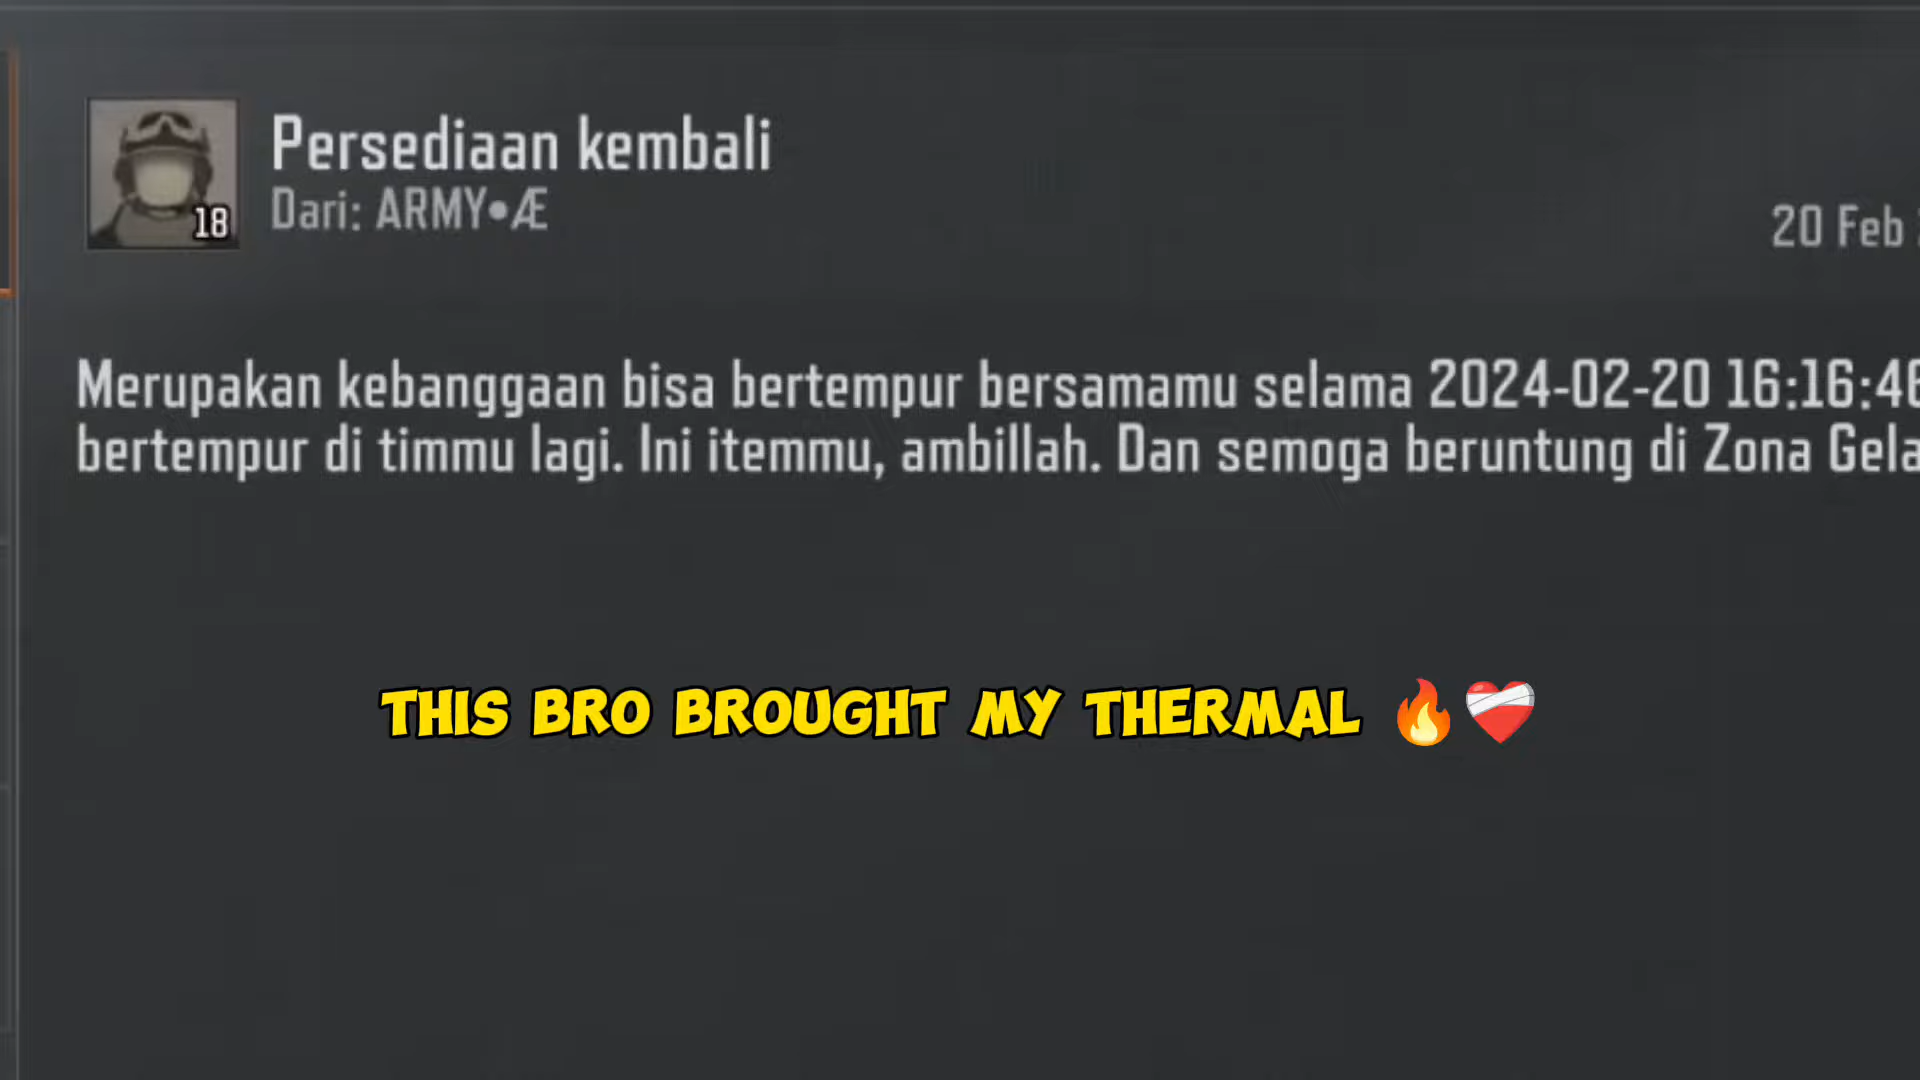 Persediaan kembali
18
Dari: ARMY•Æ
20 Feb
Merupakan kebanggaan bisa bertempur bersamamu selama 2024-02-20 16:16:46
bertempur di timmu lagi. Ini itemmu, ambillah. Dan semoga beruntung di Zona
THIS BRO BROUGHT MY THERMAL 🔥❤️‍🩹